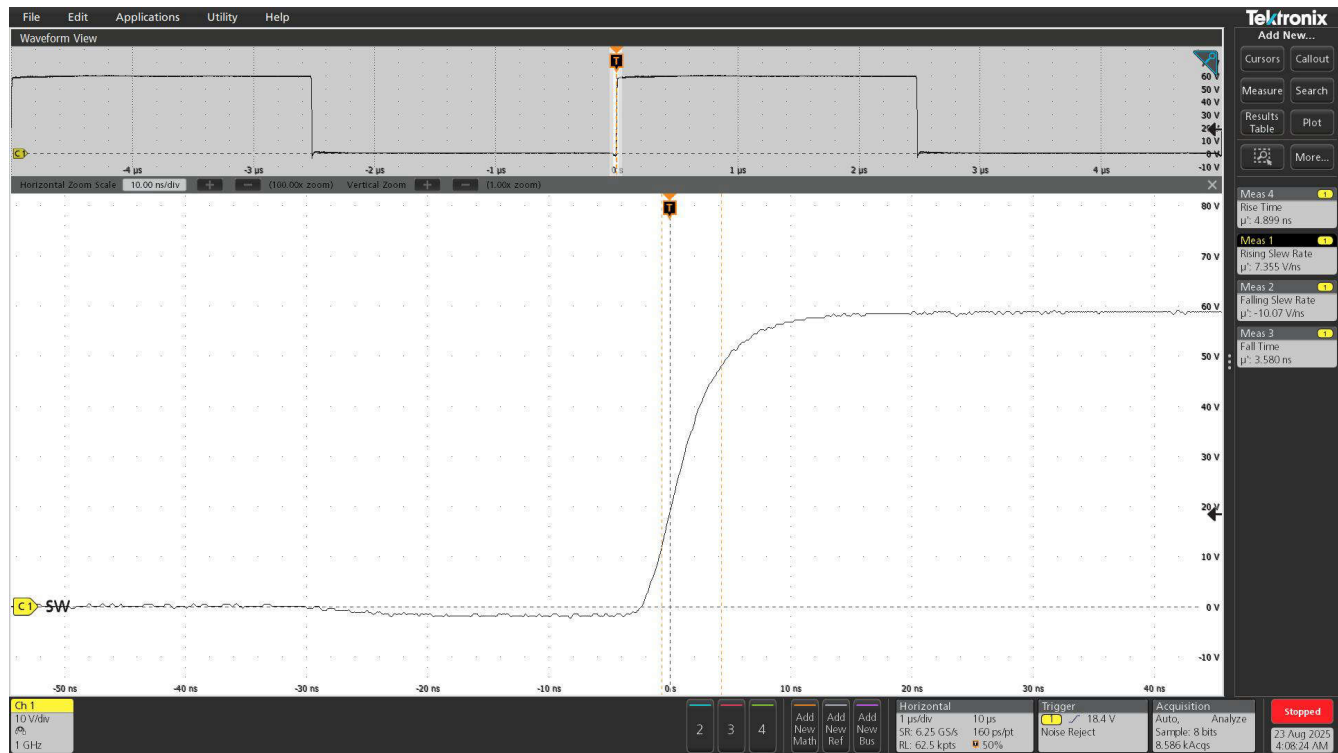 File Edit Applications Utility Help
Tektronix
Waveform View
Add New...
Cursors Callout
Measure Search
Results Table Plot
More...
T
60 V
50 V
40 V
30 V
20 V
10 V
0 V
-10 V
C1
-4 µs -3 µs -2 µs -1 µs 0 s 1 µs 2 µs 3 µs 4 µs
Horizontal Zoom Scale 10.00 ns/div + - (100.00x zoom) Vertical Zoom + - (1.00x zoom)
T
80 V
70 V
60 V
50 V
40 V
30 V
20 V
10 V
C 1 SW 0 V
-10 V
-50 ns -40 ns -30 ns -20 ns -10 ns 0 s 10 ns 20 ns 30 ns 40 ns
Meas 4 1
Rise Time
µ': 4.899 ns
Meas 1 1
Rising Slew Rate
µ': 7.355 V/ns
Meas 2 1
Falling Slew Rate
µ': -10.07 V/ns
Meas 3 1
Fall Time
µ': 3.580 ns
Ch 1
10 V/div
1 GHz
2 3 4
Add New Math
Add New Ref
Add New Bus
Horizontal
1 µs/div 10 µs
SR: 6.25 GS/s 160 ps/pt
RL: 62.5 kpts 50%
Trigger
1 18.4 V
Noise Reject
Acquisition
Auto, Analyze
Sample: 8 bits
8.586 kAcqs
Stopped
23 Aug 2025
4:08:24 AM